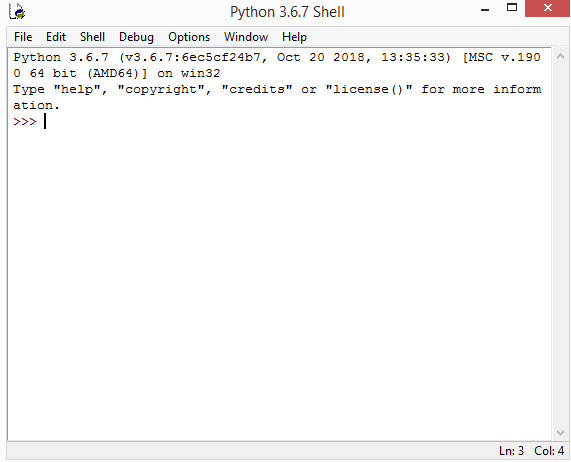 Python 3.6.7 Shell
File Edit Shell Debug Options Window Help
Python 3.6.7 (v3.6.7:6ec5cf24b7, Oct 20 2018, 13:35:33) [MSC v.190
0 64 bit (AMD64)] on win32
Type "help", "copyright", "credits" or "license()" for more inform
ation.
>>>
Ln: 3 Col: 4